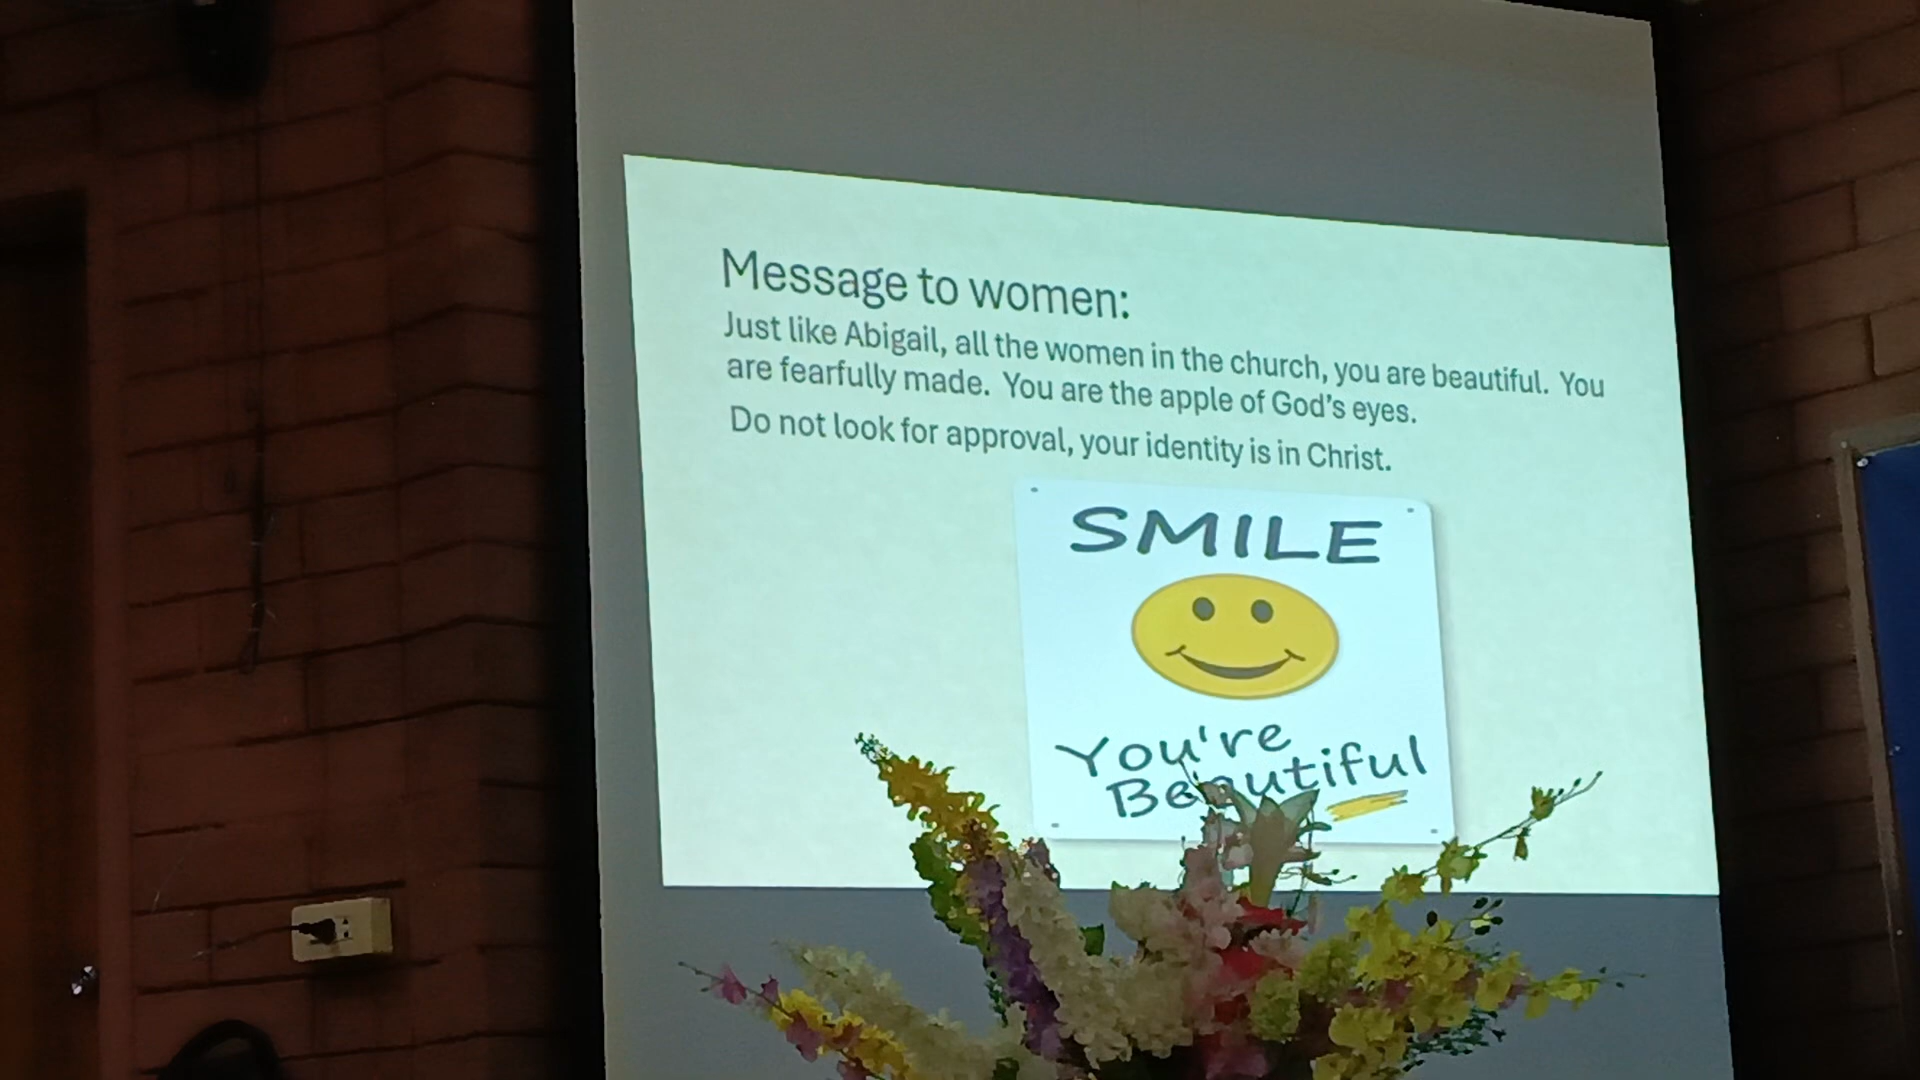 Message to women:
Just like Abigail, all the women in the church, you are beautiful. You
are fearfully made. You are the apple of God's eyes.
Do not look for approval, your identity is in Christ.
SMILE
You're
Beautiful